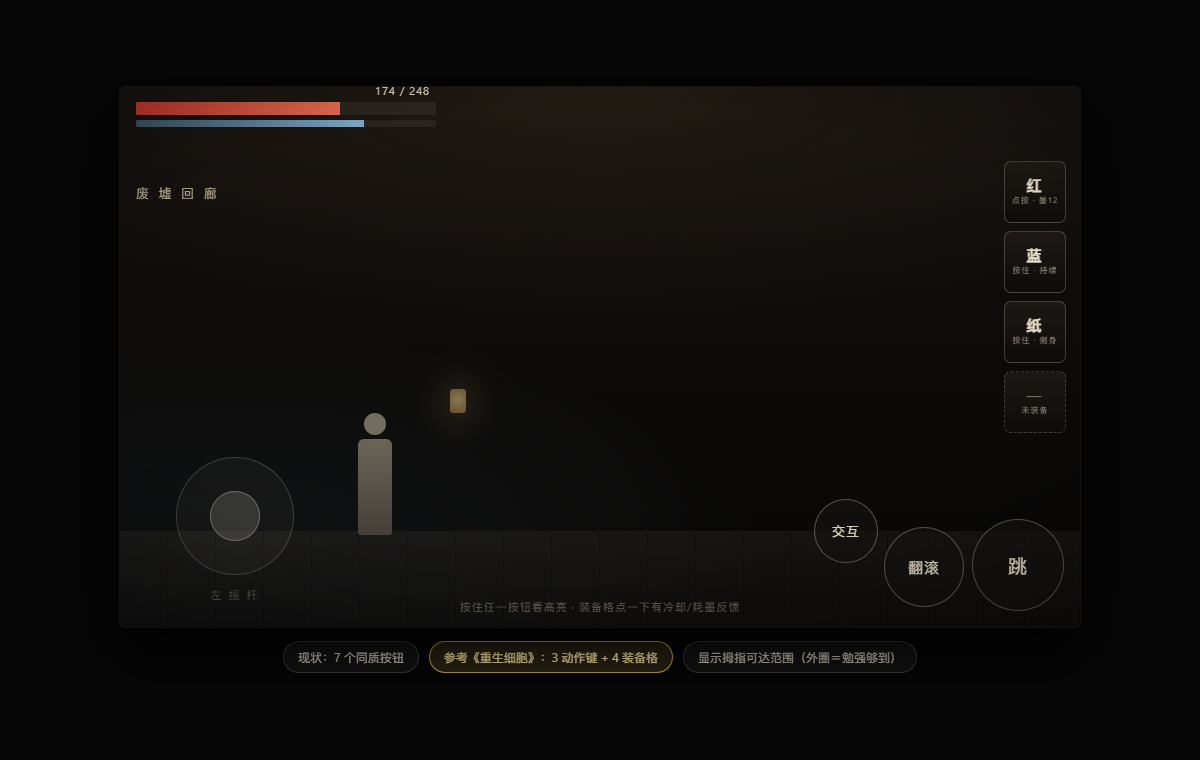 174 / 248
废墟回廊
红
点按 · 墨12
蓝
按住 · 持续
纸
按住 · 侧身
—
未装备
交互
翻滚
跳
左摇杆
按住任一按钮看高亮 · 装备格点一下有冷却/耗墨反馈
现状：7 个同质按钮
参考《重生细胞》：3 动作键 + 4 装备格
显示拇指可达范围（外圈＝勉强够到）